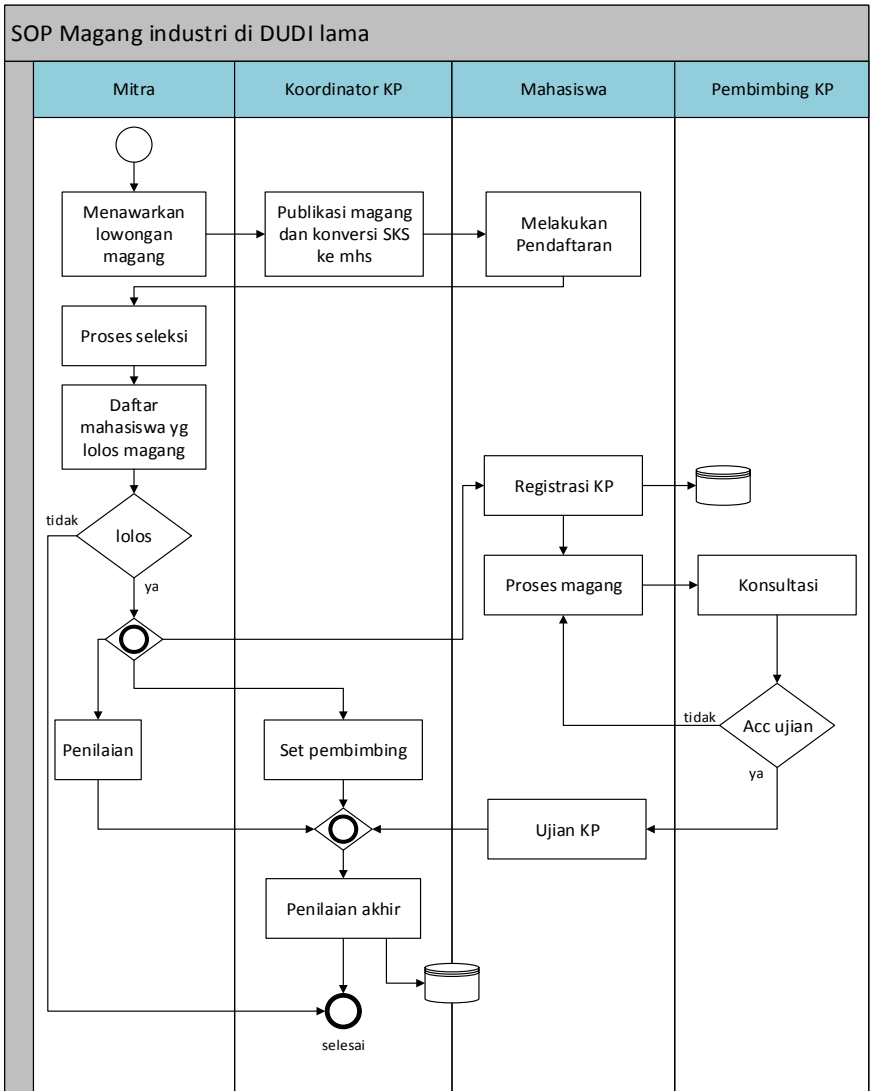 SOP Magang industri di DUDI lama
Mitra
Koordinator KP
Mahasiswa
Pembimbing KP
Menawarkan
lowongan
magang
Publikasi magang
dan konversi SKS
ke mhs
Melakukan
Pendaftaran
Proses seleksi
Daftar
mahasiswa yg
lolos magang
Registrasi KP
tidak
lolos
ya
Proses magang
Konsultasi
Penilaian
Set pembimbing
tidak
Acc ujian
ya
Ujian KP
Penilaian akhir
selesai